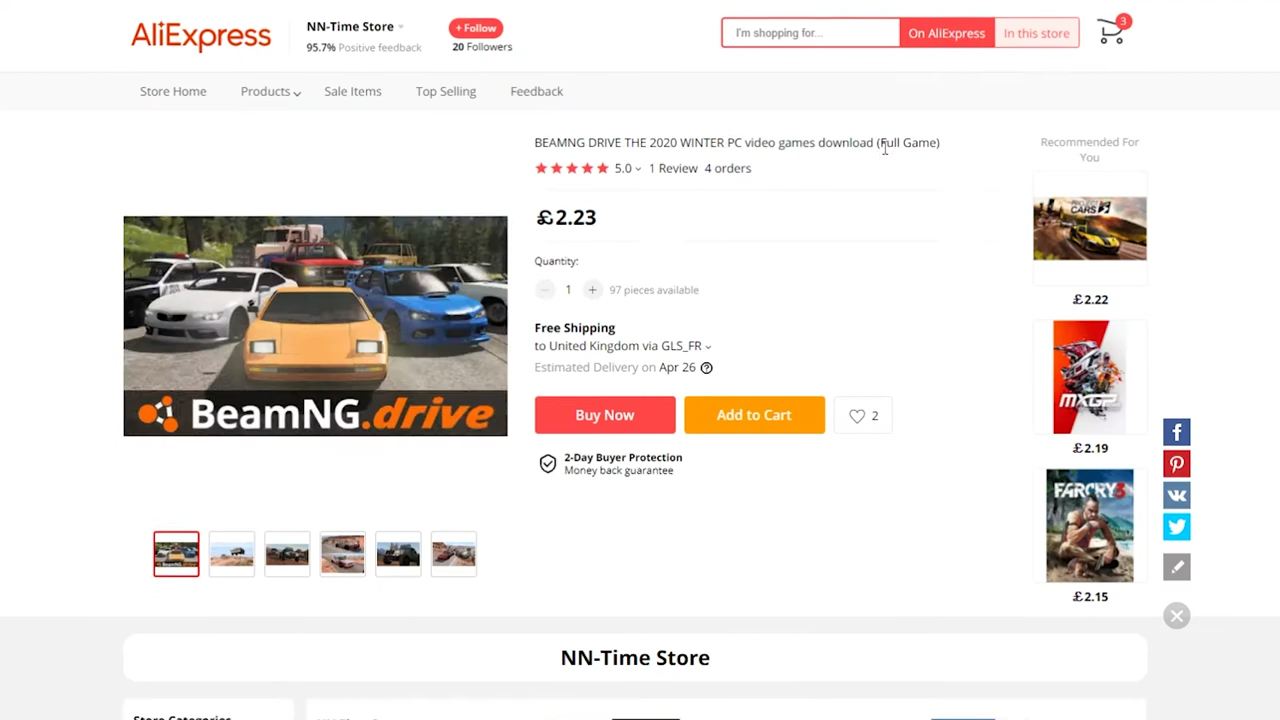 AliExpress
NN-Time Store
95.7% Positive feedback
+ Follow
20 Followers
I'm shopping for...
On AliExpress
In this store
3
Store Home
Products
Sale Items
Top Selling
Feedback
BEAMNG DRIVE THE 2020 WINTER PC video games download (Full Game)
5.0
1 Review
4 orders
£2.23
Quantity:
1
97 pieces available
Free Shipping
to United Kingdom via GLS_FR
Estimated Delivery on Apr 26
Buy Now
Add to Cart
2
2-Day Buyer Protection
Money back guarantee
BeamNG.drive
Recommended For
You
CARS 3
£2.22
MXGP
£2.19
FARCRY3
£2.15
NN-Time Store